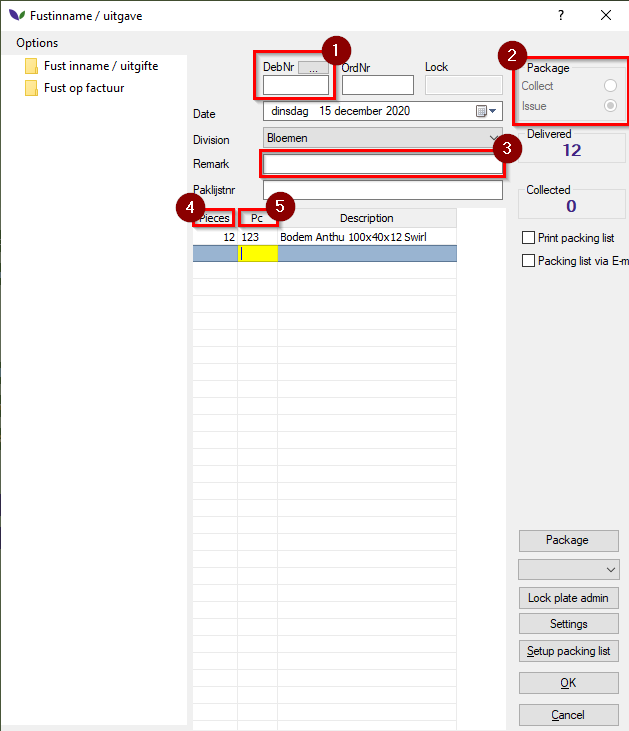 Fustinname / uitgave
?
Options
Fust inname / uitgifte
Fust op factuur
1
DebNr ... OrdNr Lock
2
Package
Collect
Issue
Date dinsdag 15 december 2020
Division Bloemen
Delivered
12
3
Remark
Paklijstnr
Collected
0
4
5
Pieces Pc Description
12 123 Bodem Anthu 100x40x12 Swirl
Print packing list
Packing list via E-m
Package
Lock plate admin
Settings
Setup packing list
OK
Cancel